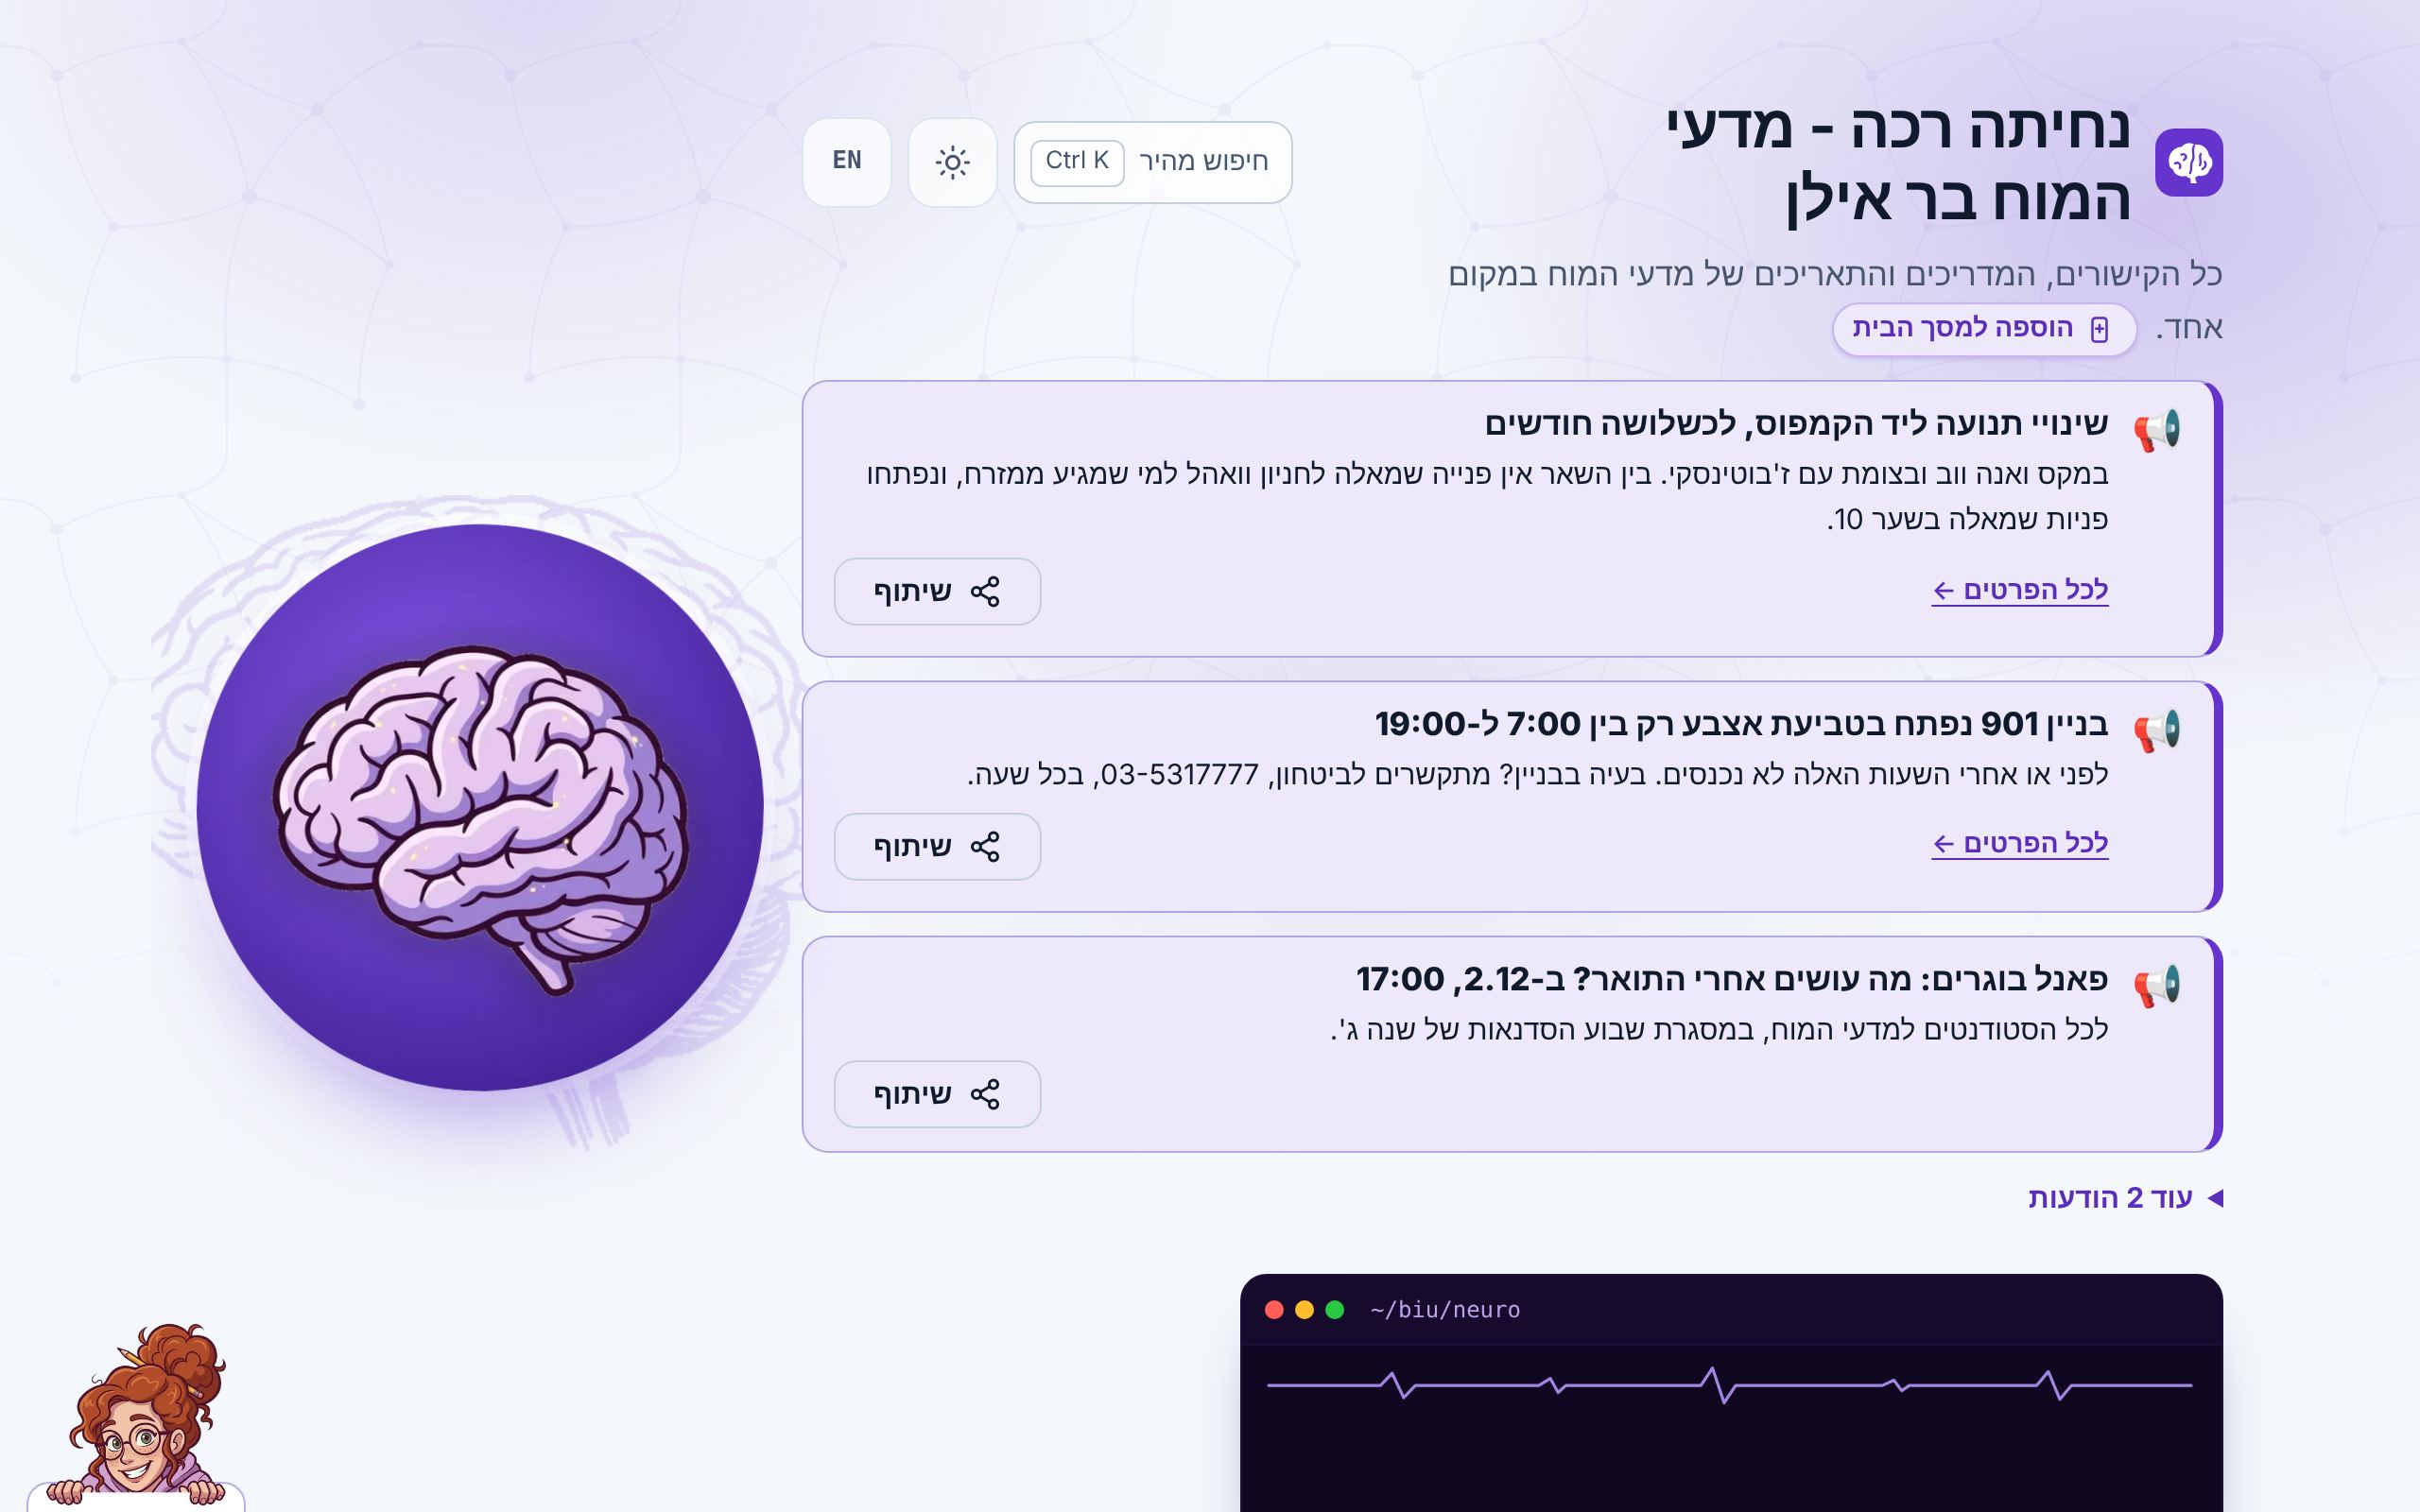 נחיתה רכה - מדעי
המוח בר אילן
חיפוש מהיר Ctrl K
EN
כל הקישורים, המדריכים והתאריכים של מדעי המוח במקום
אחד. הוספה למסך הבית
שינויי תנועה ליד הקמפוס, לכשלושה חודשים
במקס ואנה ווב ובצומת עם ז'בוטינסקי. בין השאר אין פנייה שמאלה לחניון וואהל למי שמגיע ממזרח, ונפתחו
פניות שמאלה בשער 10.
לכל הפרטים ←
שיתוף
בניין 901 נפתח בטביעת אצבע רק בין 7:00 ל-19:00
לפני או אחרי השעות האלה לא נכנסים. בעיה בבניין? מתקשרים לביטחון, 03-5317777, בכל שעה.
לכל הפרטים ←
שיתוף
פאנל בוגרים: מה עושים אחרי התואר? ב-2.12, 17:00
לכל הסטודנטים למדעי המוח, במסגרת שבוע הסדנאות של שנה ג'.
שיתוף
עוד 2 הודעות
~/biu/neuro